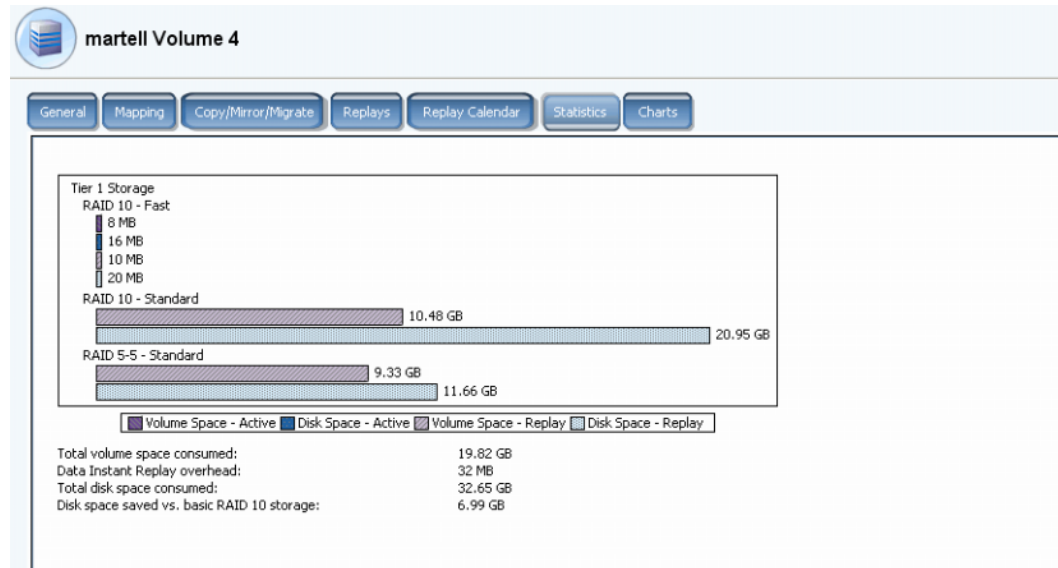 martell Volume 4
General Mapping Copy/Mirror/Migrate Replays Replay Calendar Statistics Charts
Tier 1 Storage
RAID 10 - Fast
8 MB
16 MB
10 MB
20 MB
RAID 10 - Standard
10.48 GB
20.95 GB
RAID 5-5 - Standard
9.33 GB
11.66 GB
Volume Space - Active Disk Space - Active Volume Space - Replay Disk Space - Replay
Total volume space consumed: 19.82 GB
Data Instant Replay overhead: 32 MB
Total disk space consumed: 32.65 GB
Disk space saved vs. basic RAID 10 storage: 6.99 GB